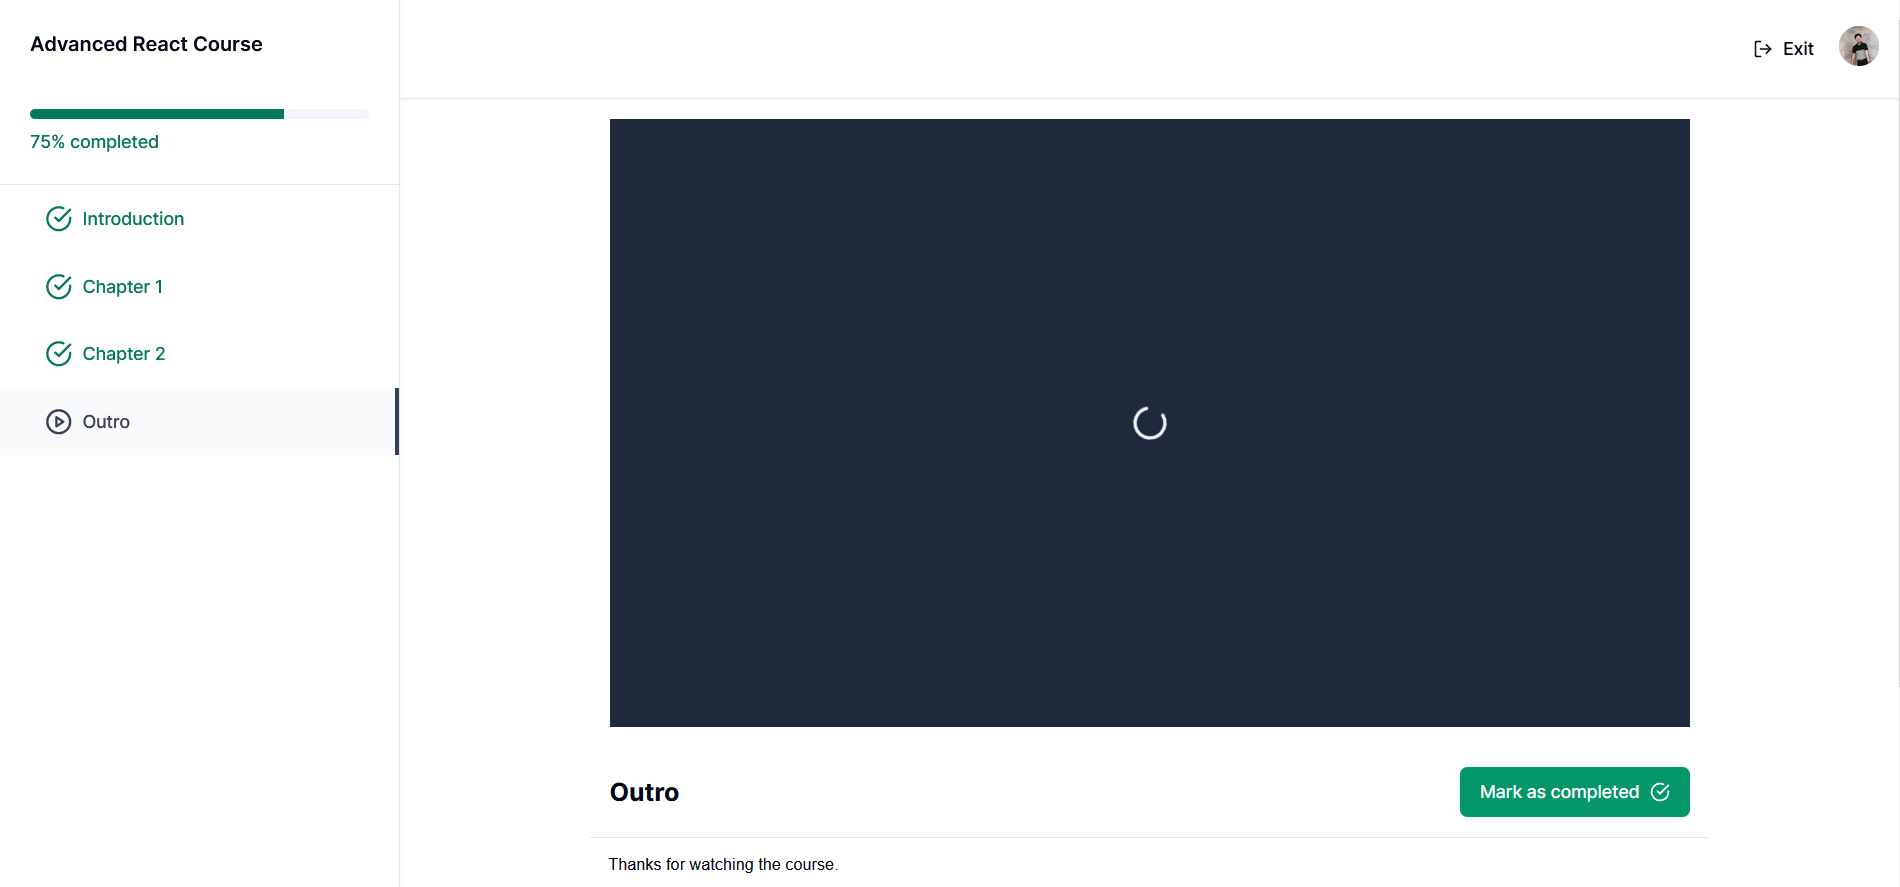 Advanced React Course
75% completed
Introduction
Chapter 1
Chapter 2
Outro
Exit
Outro
Mark as completed
Thanks for watching the course.